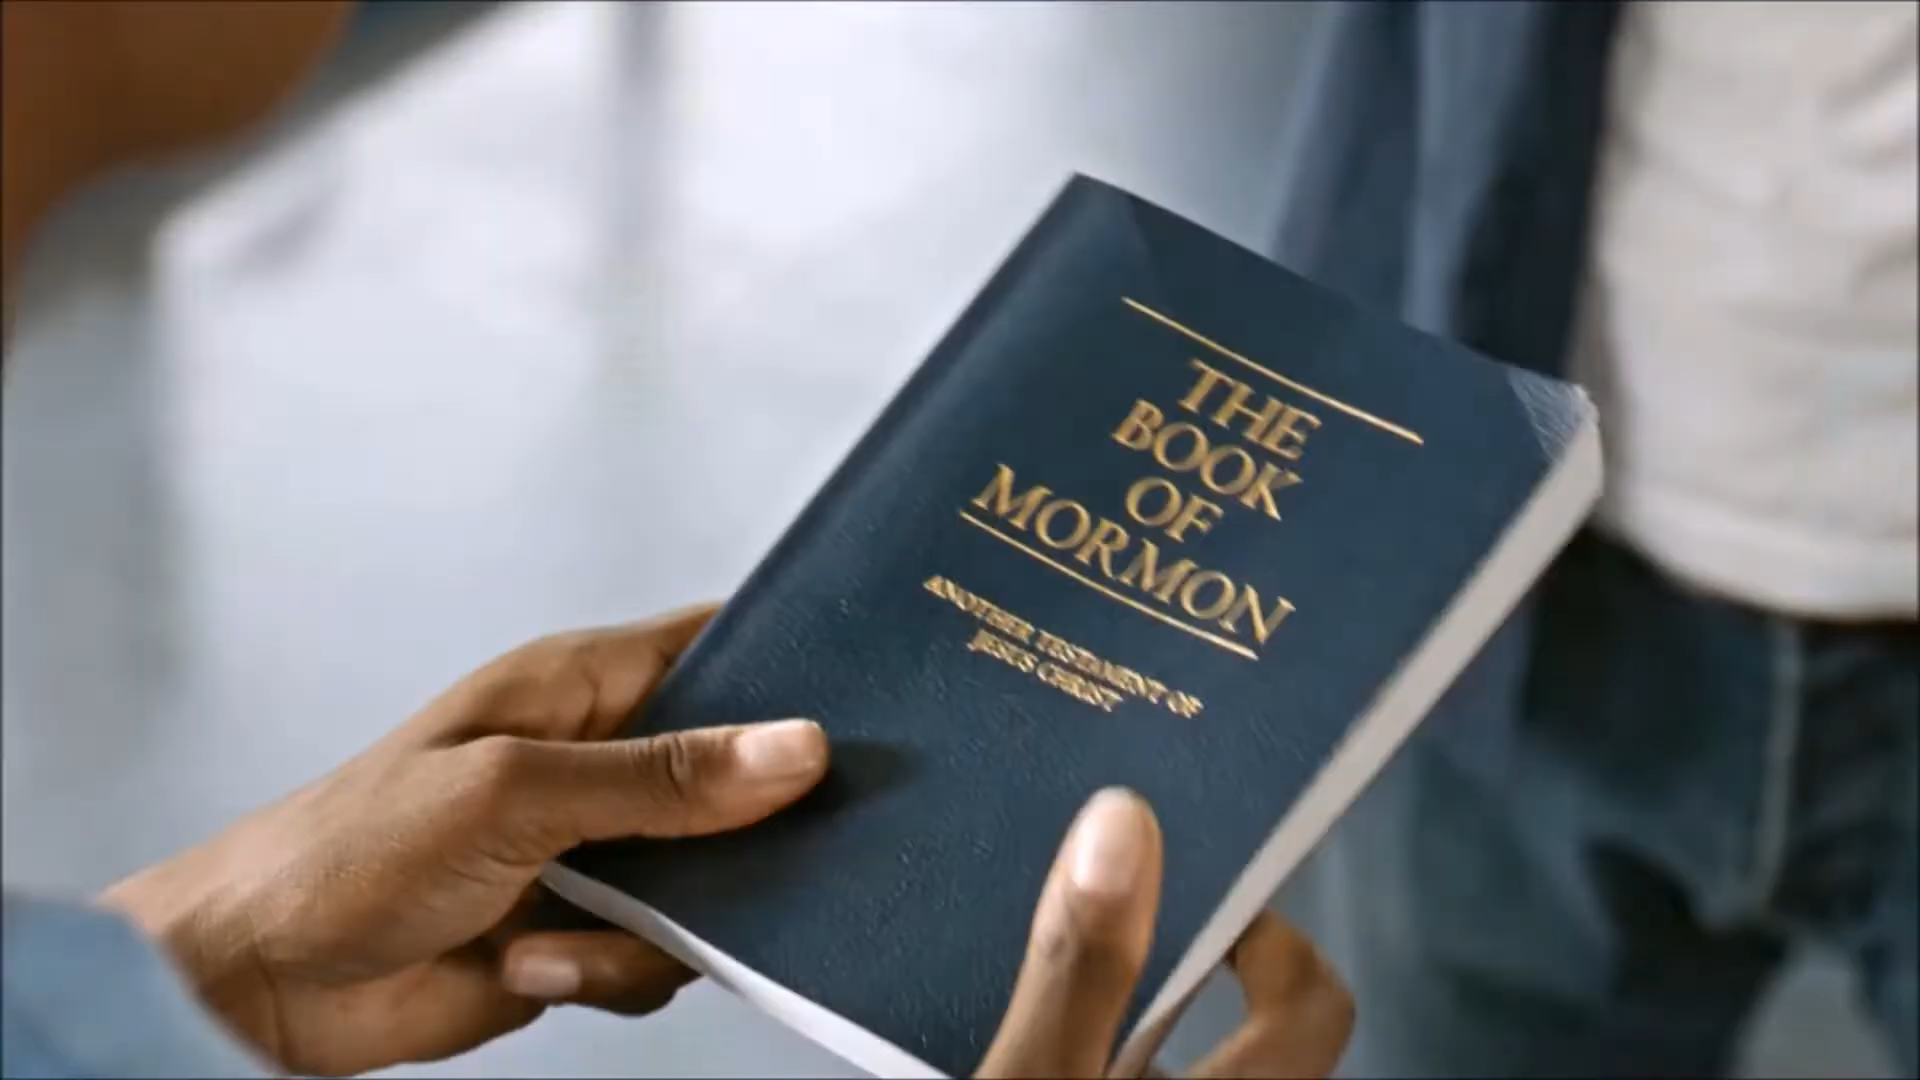 THE
BOOK
OF
MORMON
ANOTHER TESTAMENT OF
JESUS CHRIST